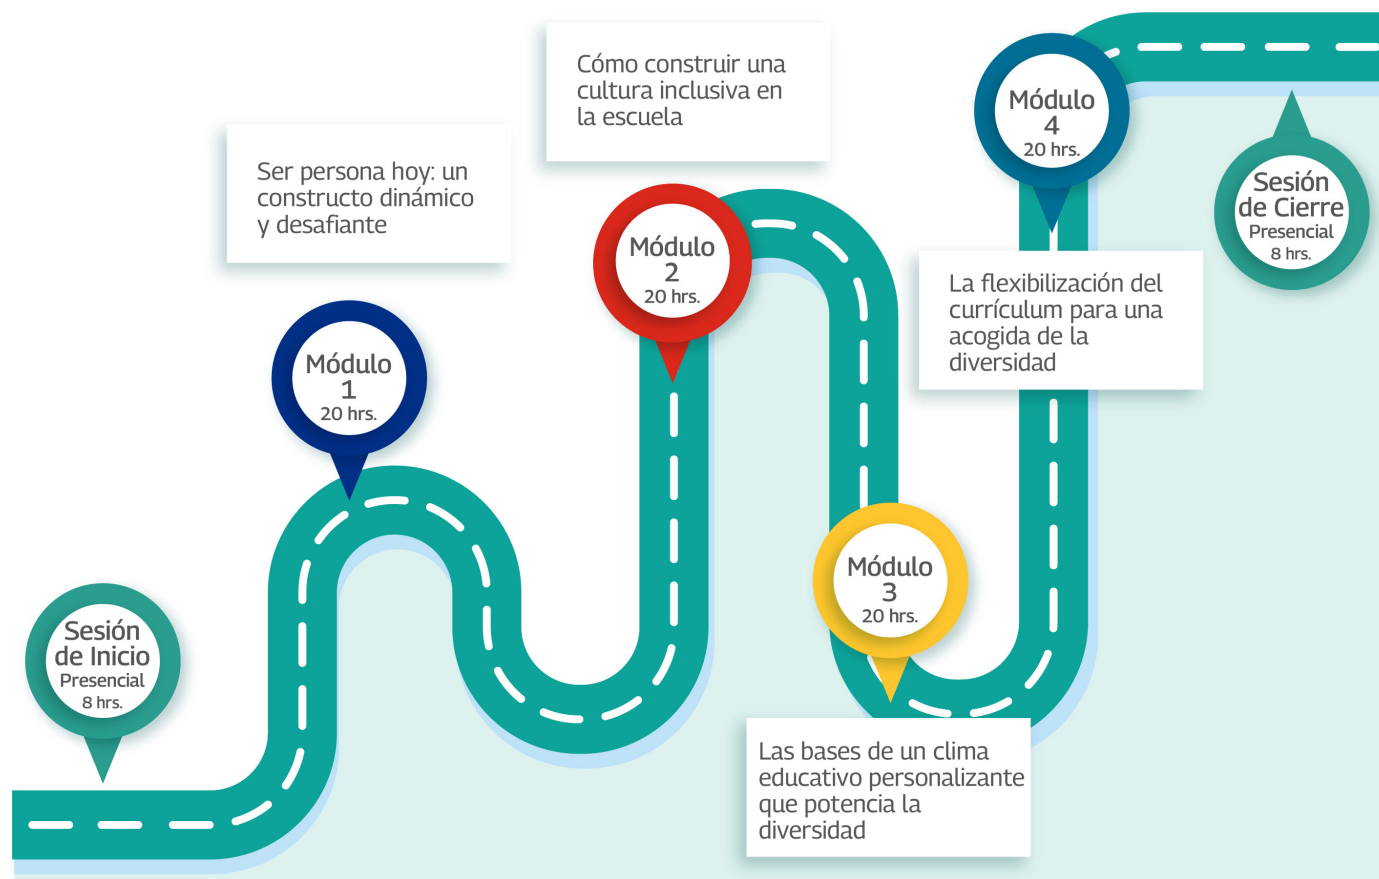 Sesión
de Inicio
Presencial
8 hrs.
Ser persona hoy: un
constructo dinámico
y desafiante
Módulo
1
20 hrs.
Cómo construir una
cultura inclusiva en
la escuela
Módulo
2
20 hrs.
Módulo
3
20 hrs.
Las bases de un clima
educativo personalizante
que potencia la
diversidad
Módulo
4
20 hrs.
La flexibilización del
currículum para una
acogida de la
diversidad
Sesión
de Cierre
Presencial
8 hrs.